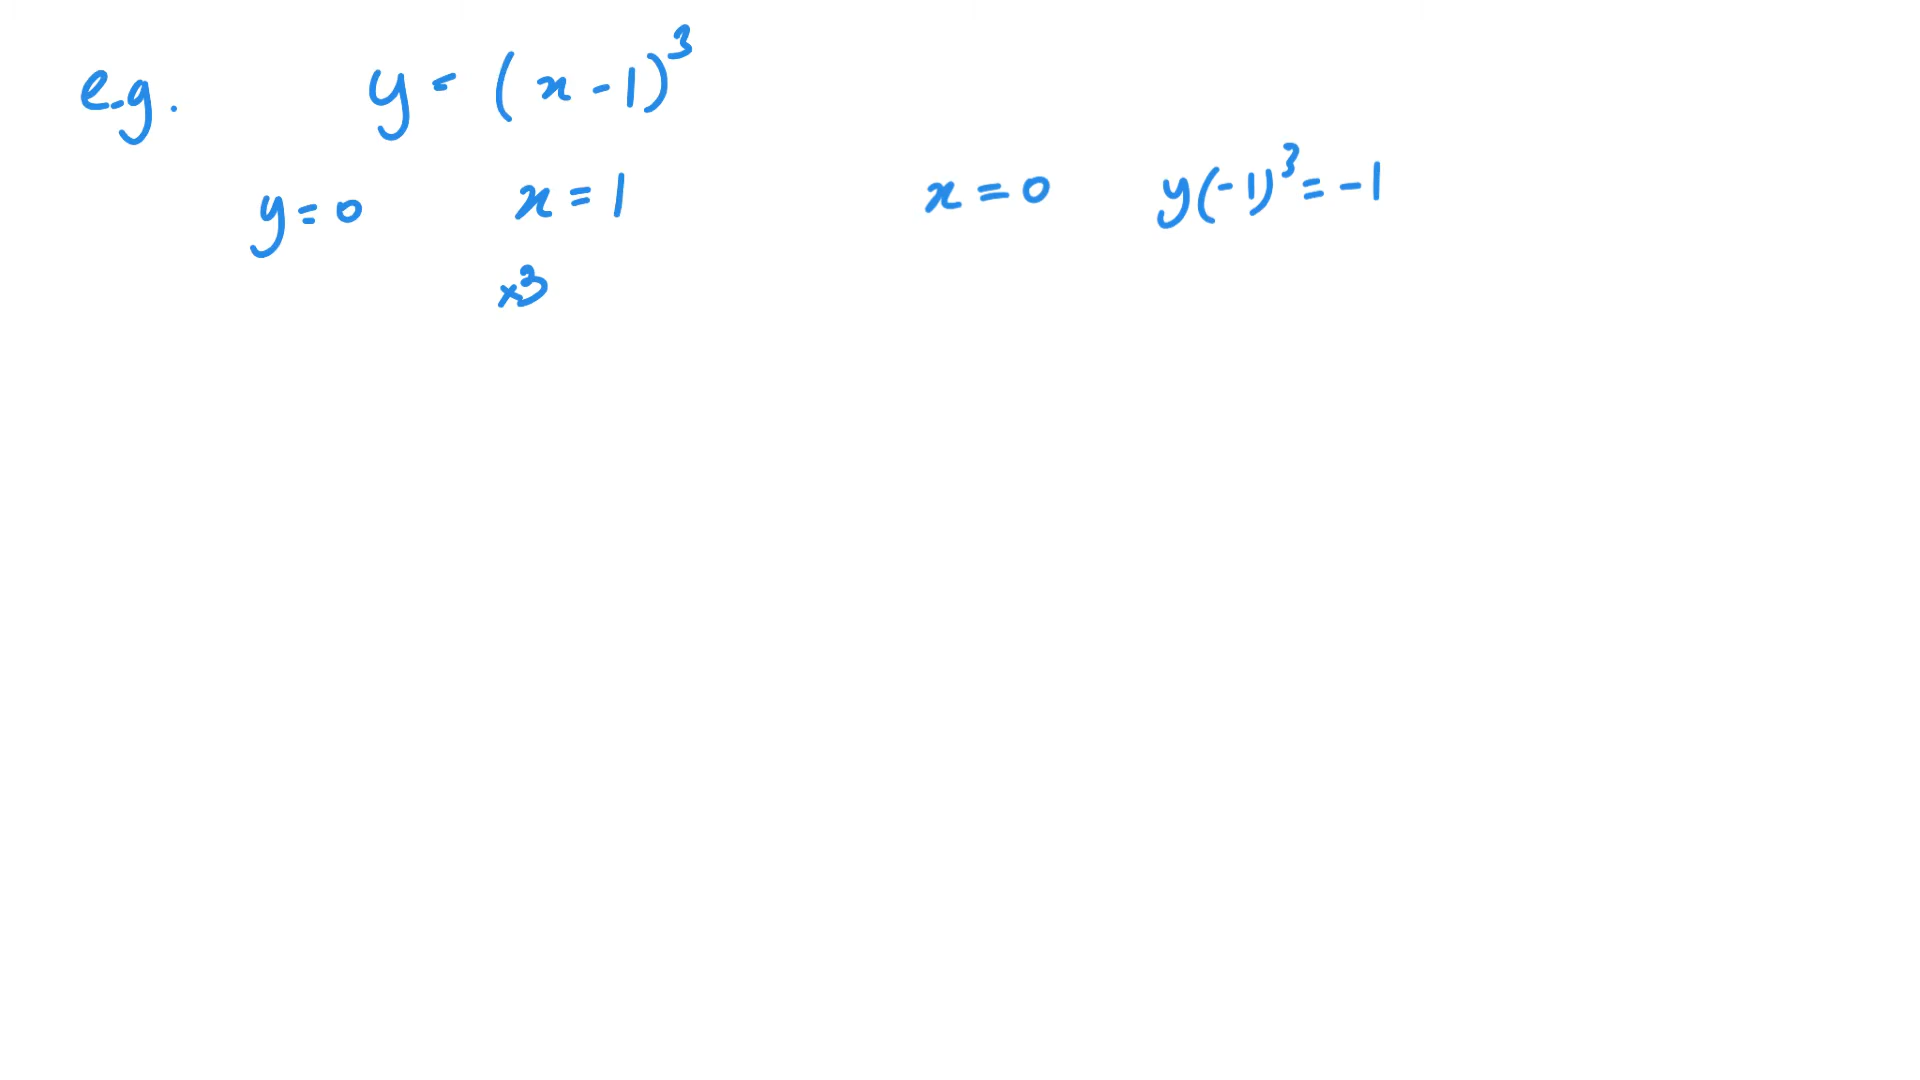 e.g. y = (x - 1)³
y = 0 x = 1 x = 0 y(-1)³ = -1
×3